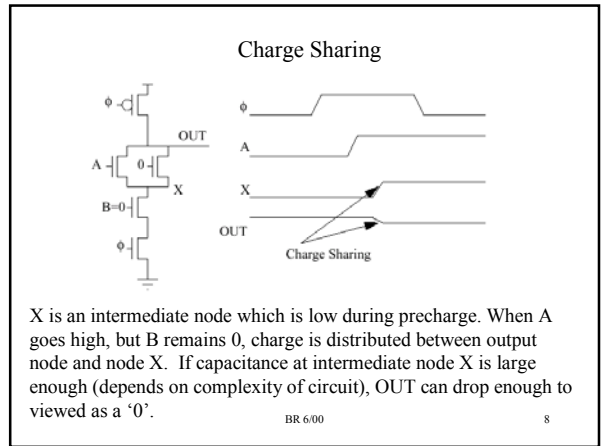 Charge Sharing
ϕ
OUT
A
0
X
B=0
ϕ
ϕ
A
X
OUT
Charge Sharing
X is an intermediate node which is low during precharge. When A
goes high, but B remains 0, charge is distributed between output
node and node X. If capacitance at intermediate node X is large
enough (depends on complexity of circuit), OUT can drop enough to
viewed as a ‘0’.
BR 6/00
8